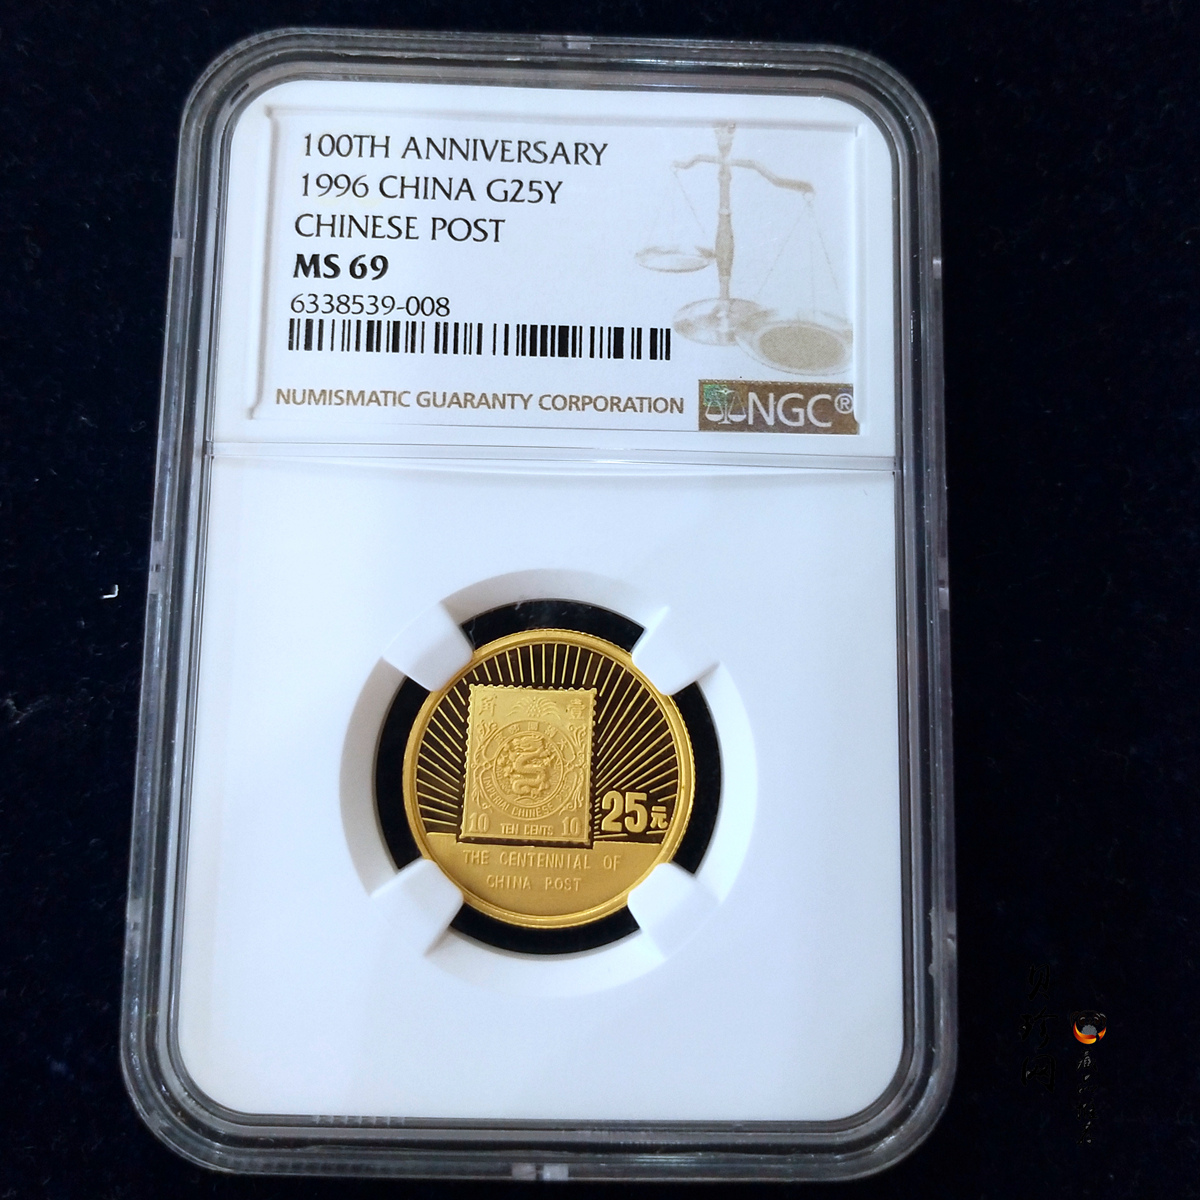 100TH ANNIVERSARY
1996 CHINA G25Y
CHINESE POST
MS 69
6338539-008
NUMISMATIC GUARANTY CORPORATION
NGC®
10 TEN CENTS 10
25元
THE CENTENNIAL OF
CHINA POST